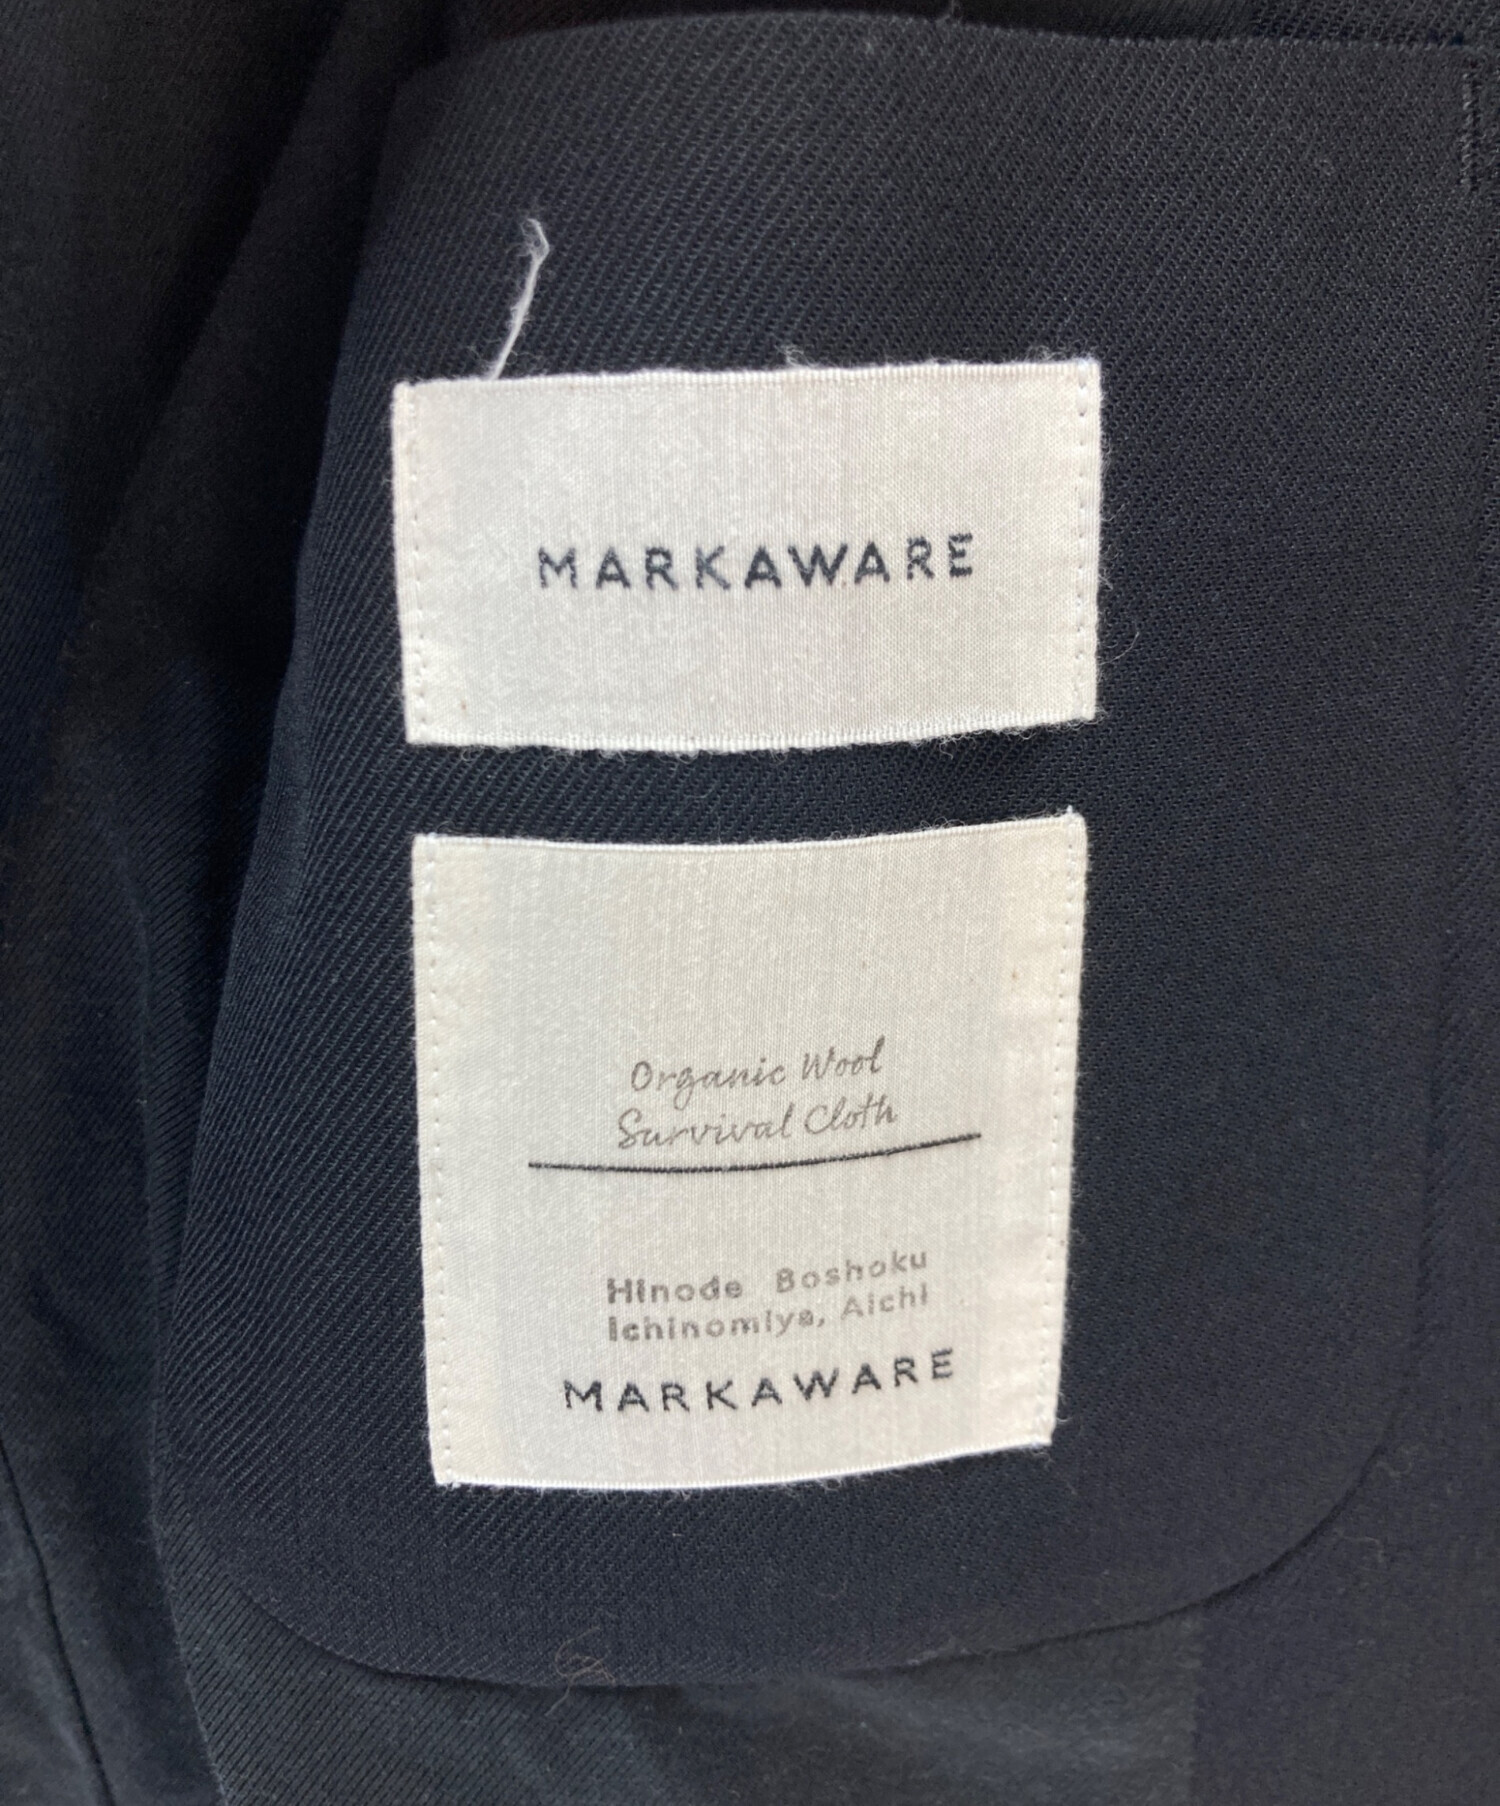 MARKAWARE
Organic Wool
Survival Cloth
Hinode Boshoku
Ichinomiya, Aichi
MARKAWARE